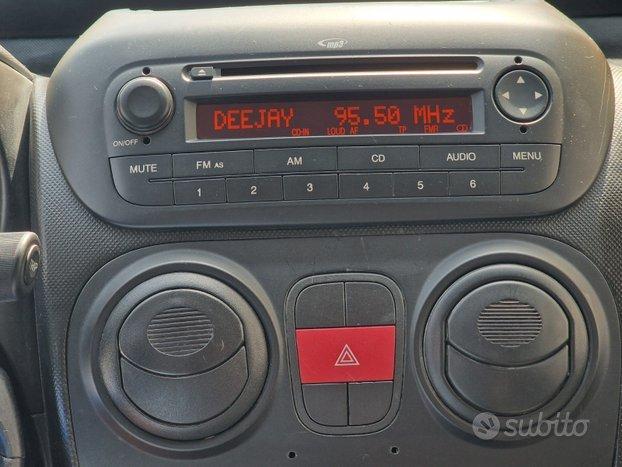 mp3
DEEJAY 95.50 MHz
CD-IN LOUD AF TP FWR CD
ON/OFF
MUTE FM AS AM CD AUDIO MENU
1 2 3 4 5 6
subito